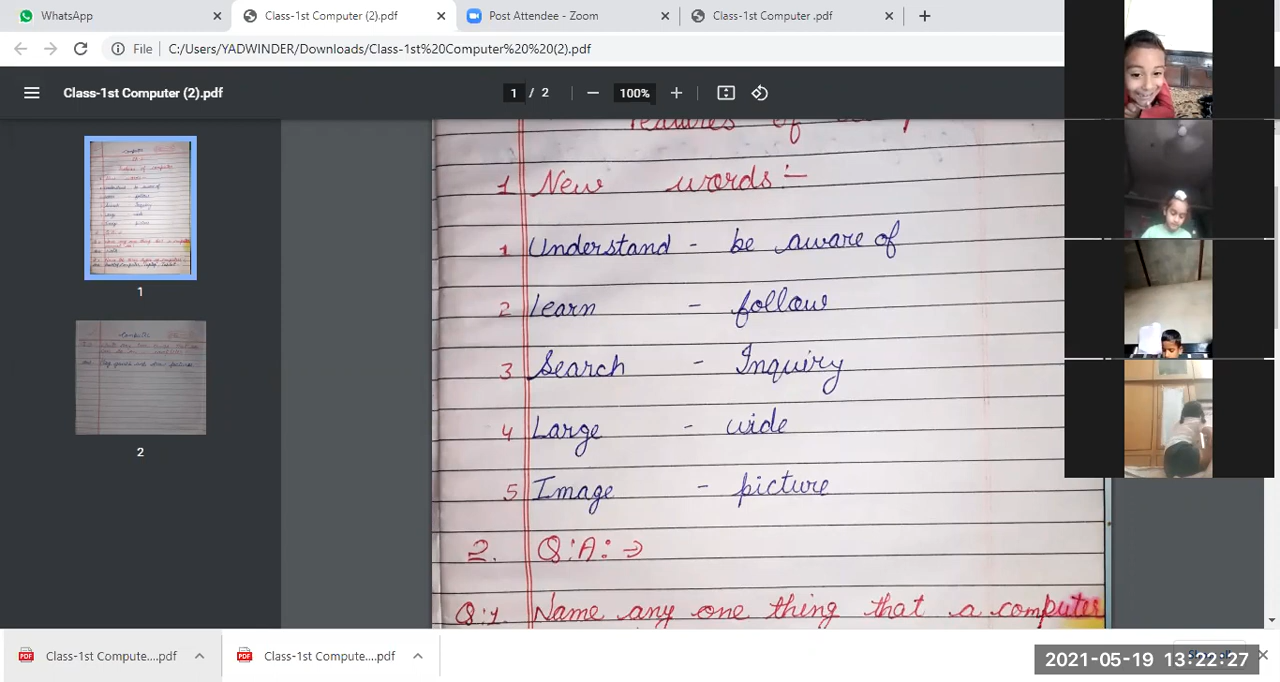 WhatsApp
Class-1st Computer (2).pdf
Post Attendee - Zoom
Class-1st Computer .pdf
File
C:/Users/YADWINDER/Downloads/Class-1st%20Computer%20%20(2).pdf
Class-1st Computer (2).pdf
1 / 2
100%
Features of
1 New words:-
1 Understand - be aware of
2 Learn - follow
3 Search - Inquiry
4 Large - wide
5 Image - picture
2. Q:A: →
Q:1. Name any one thing that a computer
1
2
Class-1st Compute....pdf
Class-1st Compute....pdf
2021-05-19 13:22:27